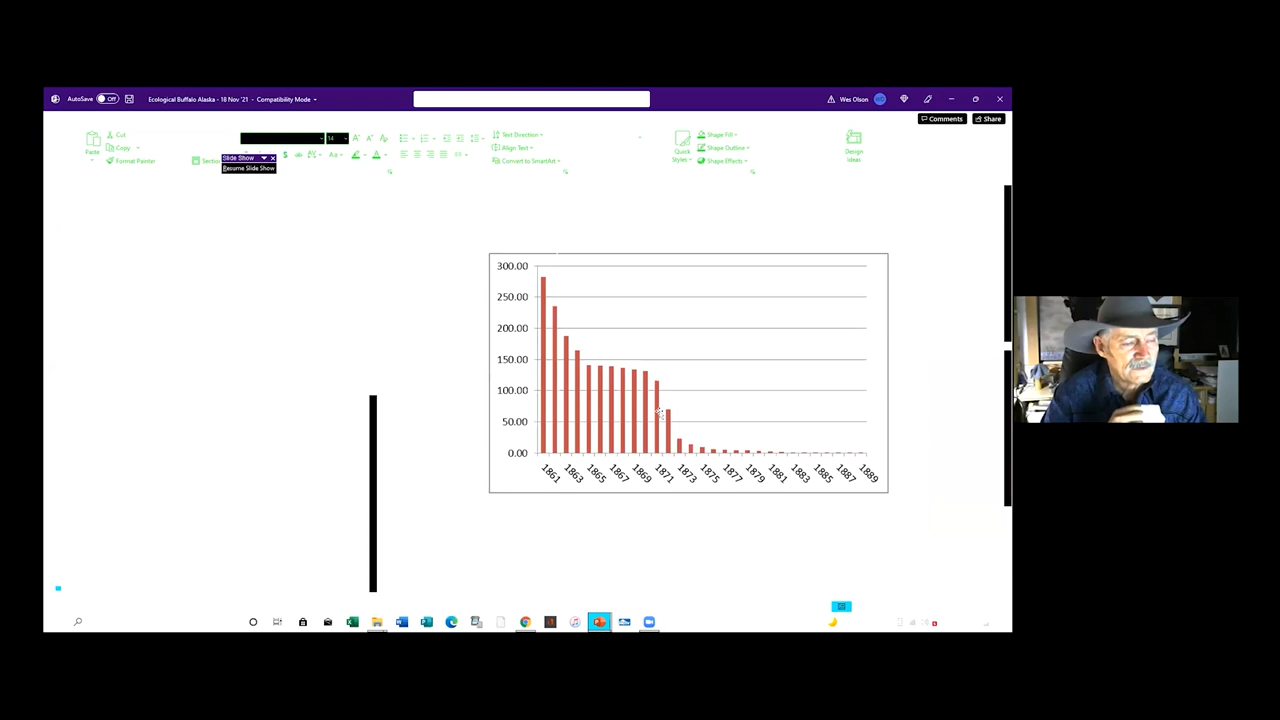 AutoSave Off Ecological Buffalo Alaska - 18 Nov '21 - Compatibility Mode Wes Olson
Comments Share
Paste
Cut
Copy
Format Painter
14
Text Direction
Align Text
Convert to SmartArt
Quick
Styles
Shape Fill
Shape Outline
Shape Effects
Design
Ideas
Slide Show
Resume Slide Show
300.00
250.00
200.00
150.00
100.00
50.00
0.00
1861 1863 1865 1867 1869 1871 1873 1875 1877 1879 1881 1883 1885 1887 1889